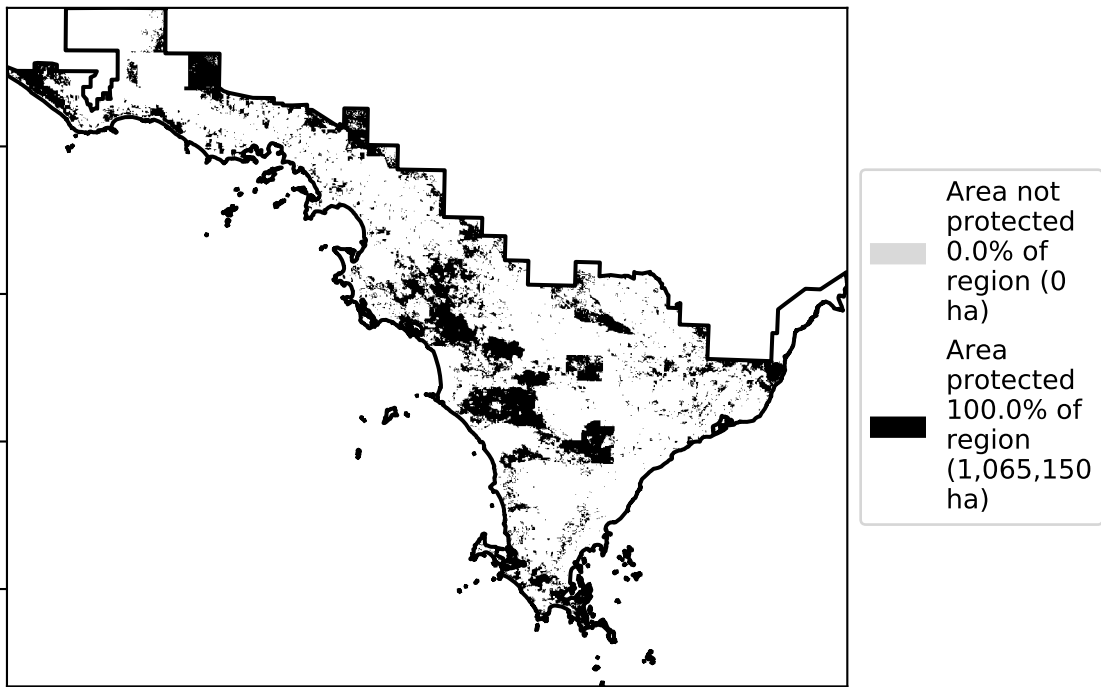 Area not
protected
0.0% of
region (0
ha)
Area
protected
100.0% of
region
(1,065,150
ha)